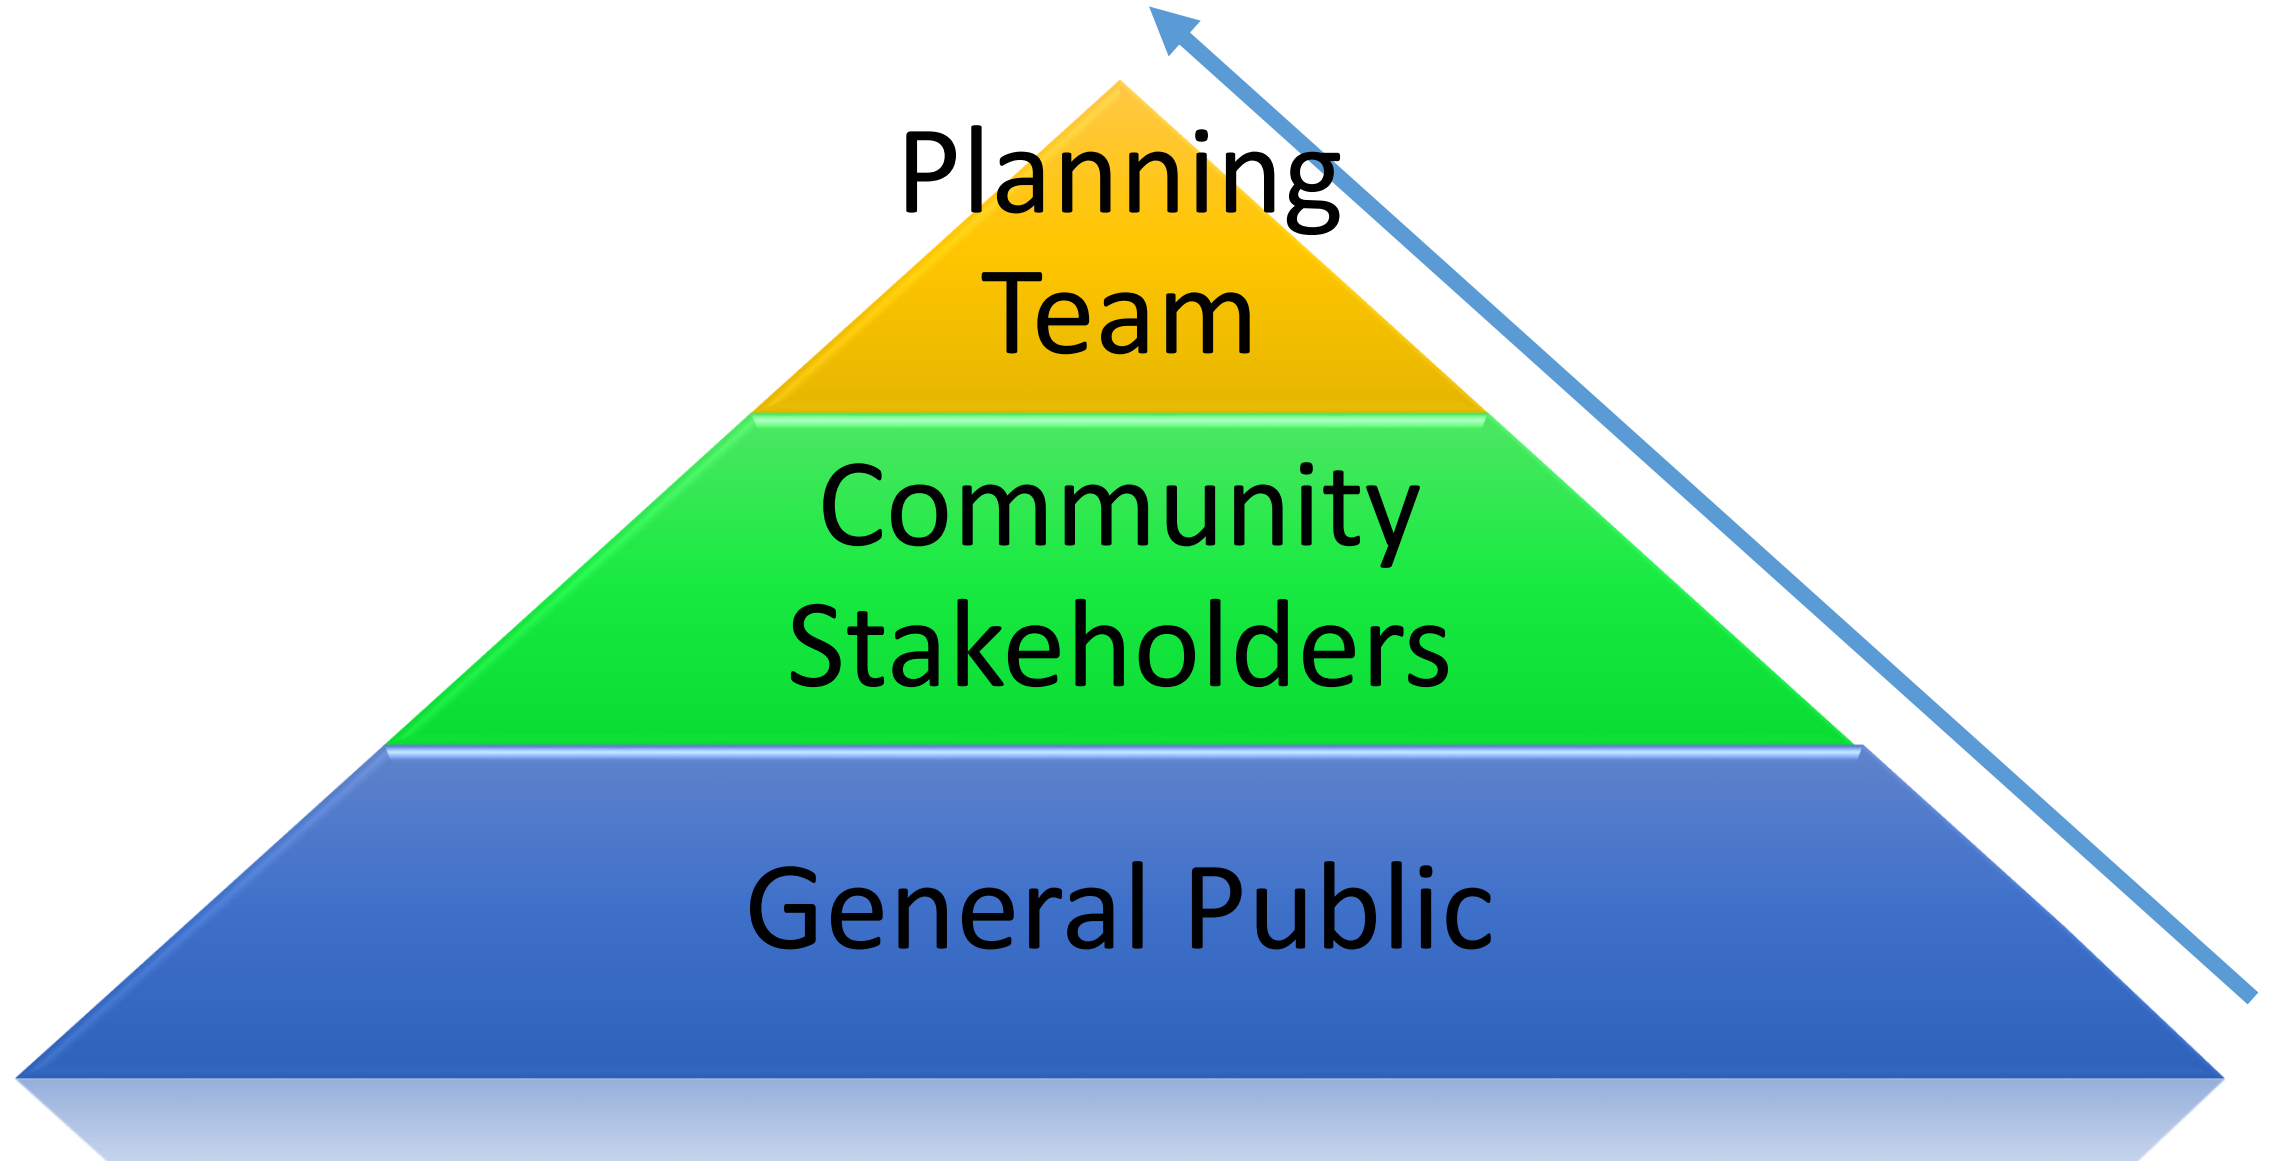 Planning
Team
Community
Stakeholders
General Public